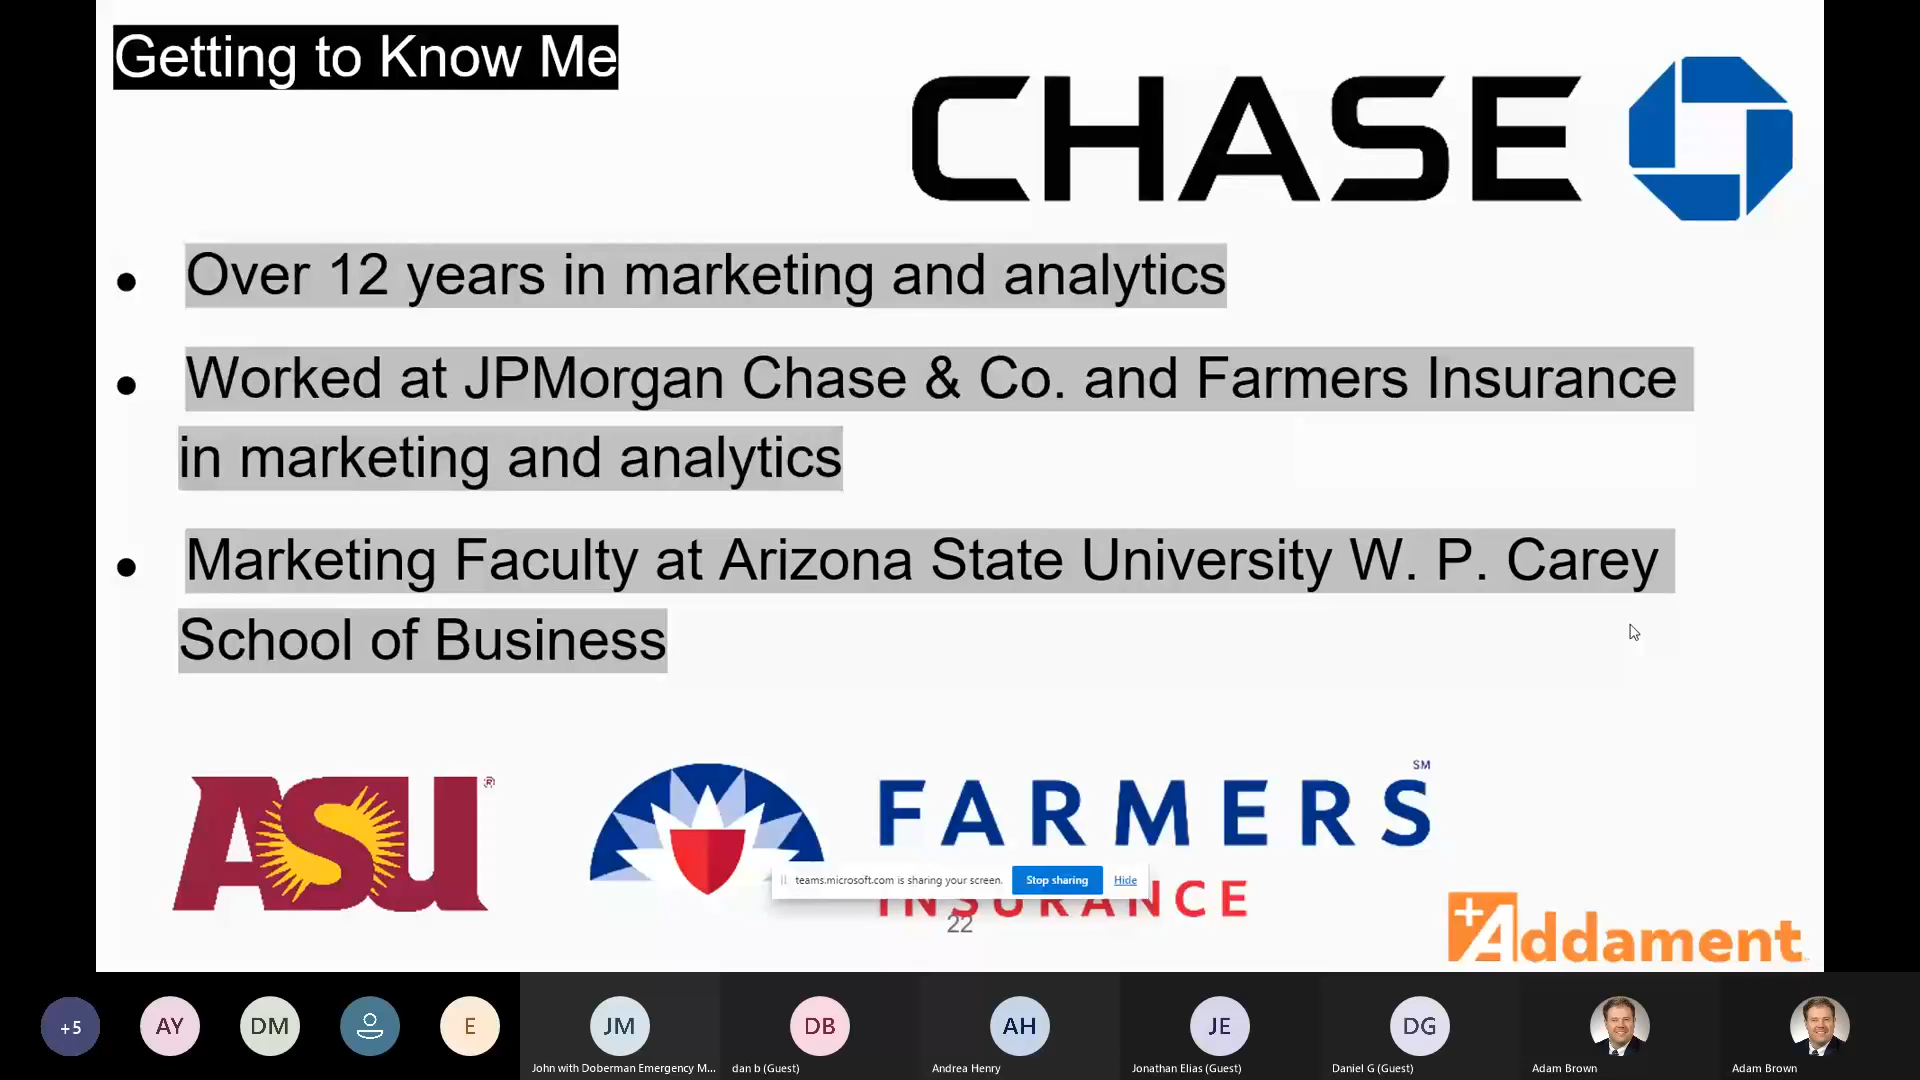 Getting to Know Me
CHASE
Over 12 years in marketing and analytics
Worked at JPMorgan Chase & Co. and Farmers Insurance
in marketing and analytics
Marketing Faculty at Arizona State University W. P. Carey
School of Business
ASU®
FARMERS SM
teams.microsoft.com is sharing your screen. Stop sharing Hide
INSURANCE
22
+Addament
+5 AY DM E JM DB AH JE DG
John with Doberman Emergency M... dan b (Guest) Andrea Henry Jonathan Elias (Guest) Daniel G (Guest) Adam Brown Adam Brown